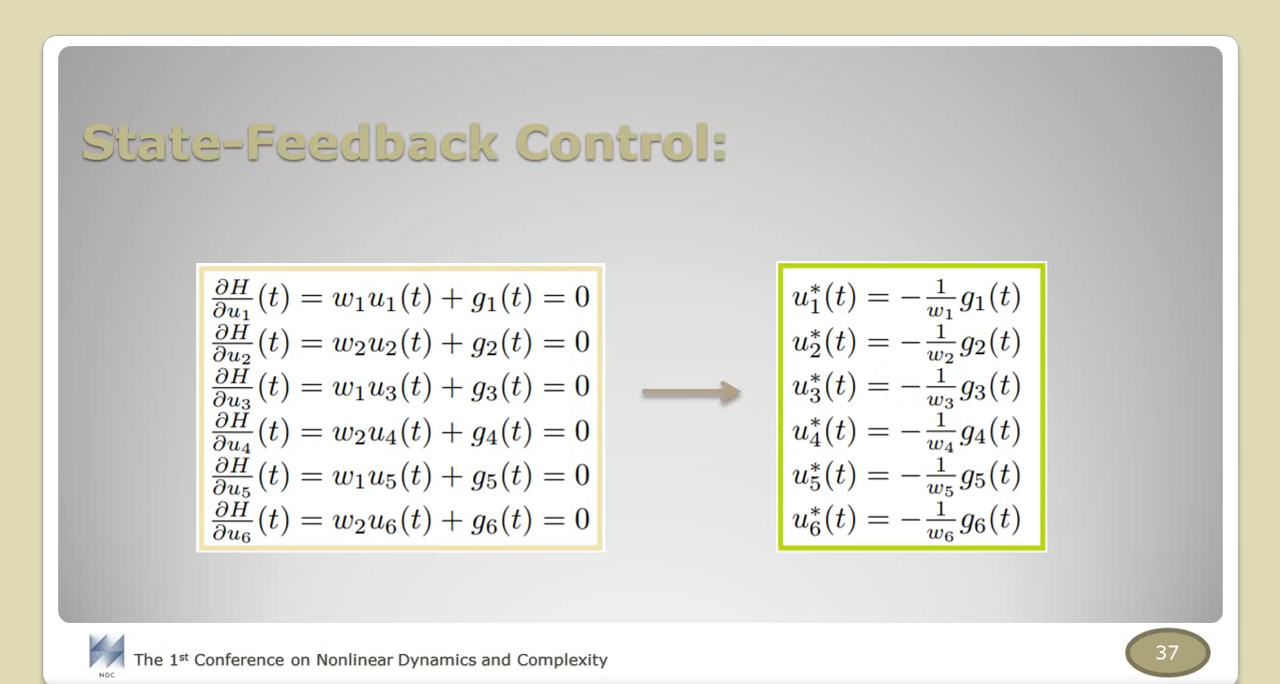 State-Feedback Control:
∂H/∂u₁(t) = w₁u₁(t) + g₁(t) = 0
∂H/∂u₂(t) = w₂u₂(t) + g₂(t) = 0
∂H/∂u₃(t) = w₁u₃(t) + g₃(t) = 0
∂H/∂u₄(t) = w₂u₄(t) + g₄(t) = 0
∂H/∂u₅(t) = w₁u₅(t) + g₅(t) = 0
∂H/∂u₆(t) = w₂u₆(t) + g₆(t) = 0
u₁*(t) = −1/w₁ g₁(t)
u₂*(t) = −1/w₂ g₂(t)
u₃*(t) = −1/w₃ g₃(t)
u₄*(t) = −1/w₄ g₄(t)
u₅*(t) = −1/w₅ g₅(t)
u₆*(t) = −1/w₆ g₆(t)
NDC
The 1st Conference on Nonlinear Dynamics and Complexity
37